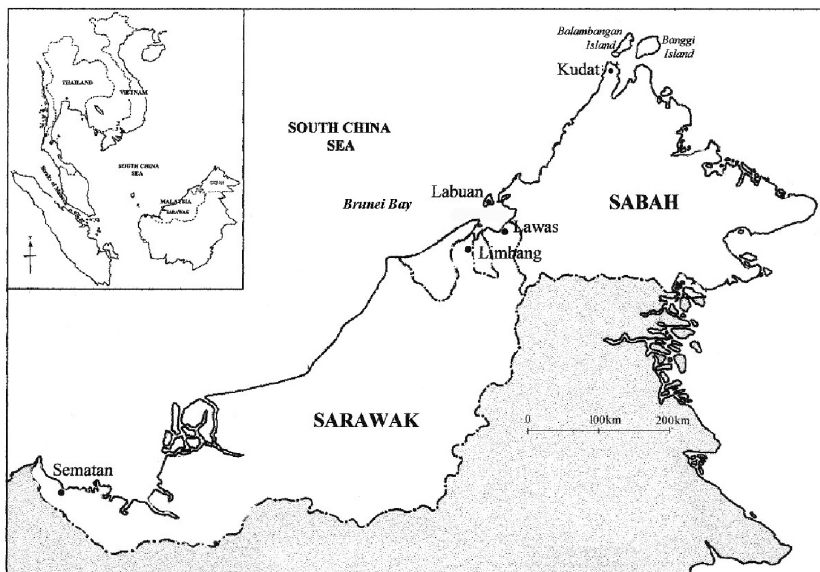 THAILAND
VIETNAM
SOUTH CHINA
SEA
MALAYSIA
SARAWAK
N
Balambangan
Island
Banggi
Island
Kudat
SOUTH CHINA
SEA
Labuan
Brunei Bay
SABAH
Lawas
Limbang
SARAWAK
0
100km
200km
Sematan